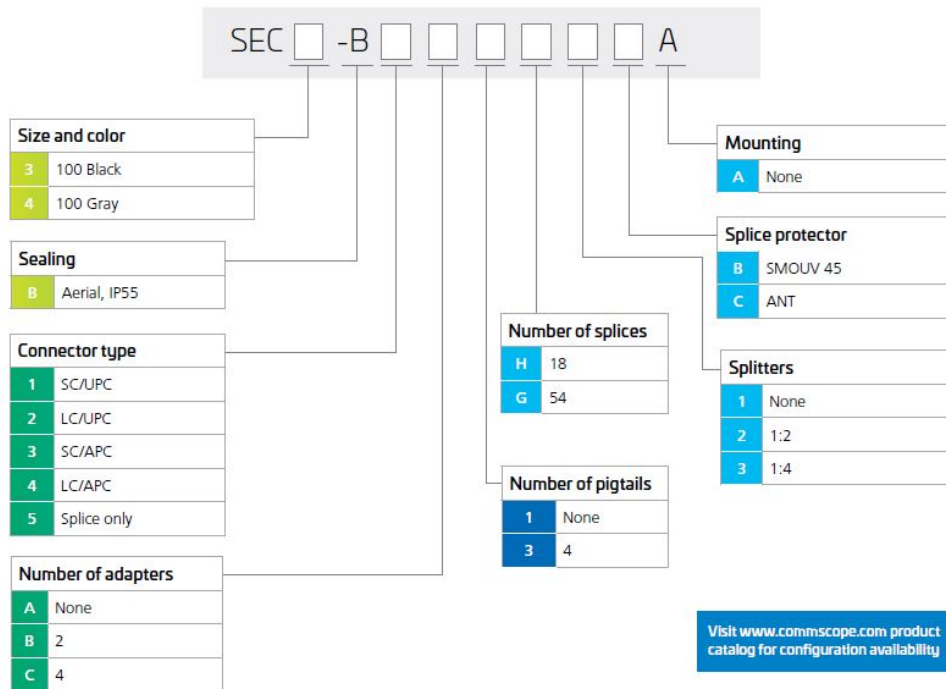 SEC -B A
Size and color
3 100 Black
4 100 Gray
Sealing
B Aerial, IP55
Connector type
1 SC/UPC
2 LC/UPC
3 SC/APC
4 LC/APC
5 Splice only
Number of adapters
A None
B 2
C 4
Number of splices
H 18
G 54
Number of pigtails
1 None
3 4
Mounting
A None
Splice protector
B SMOUV 45
C ANT
Splitters
1 None
2 1:2
3 1:4
Visit www.commscope.com product
catalog for configuration availability